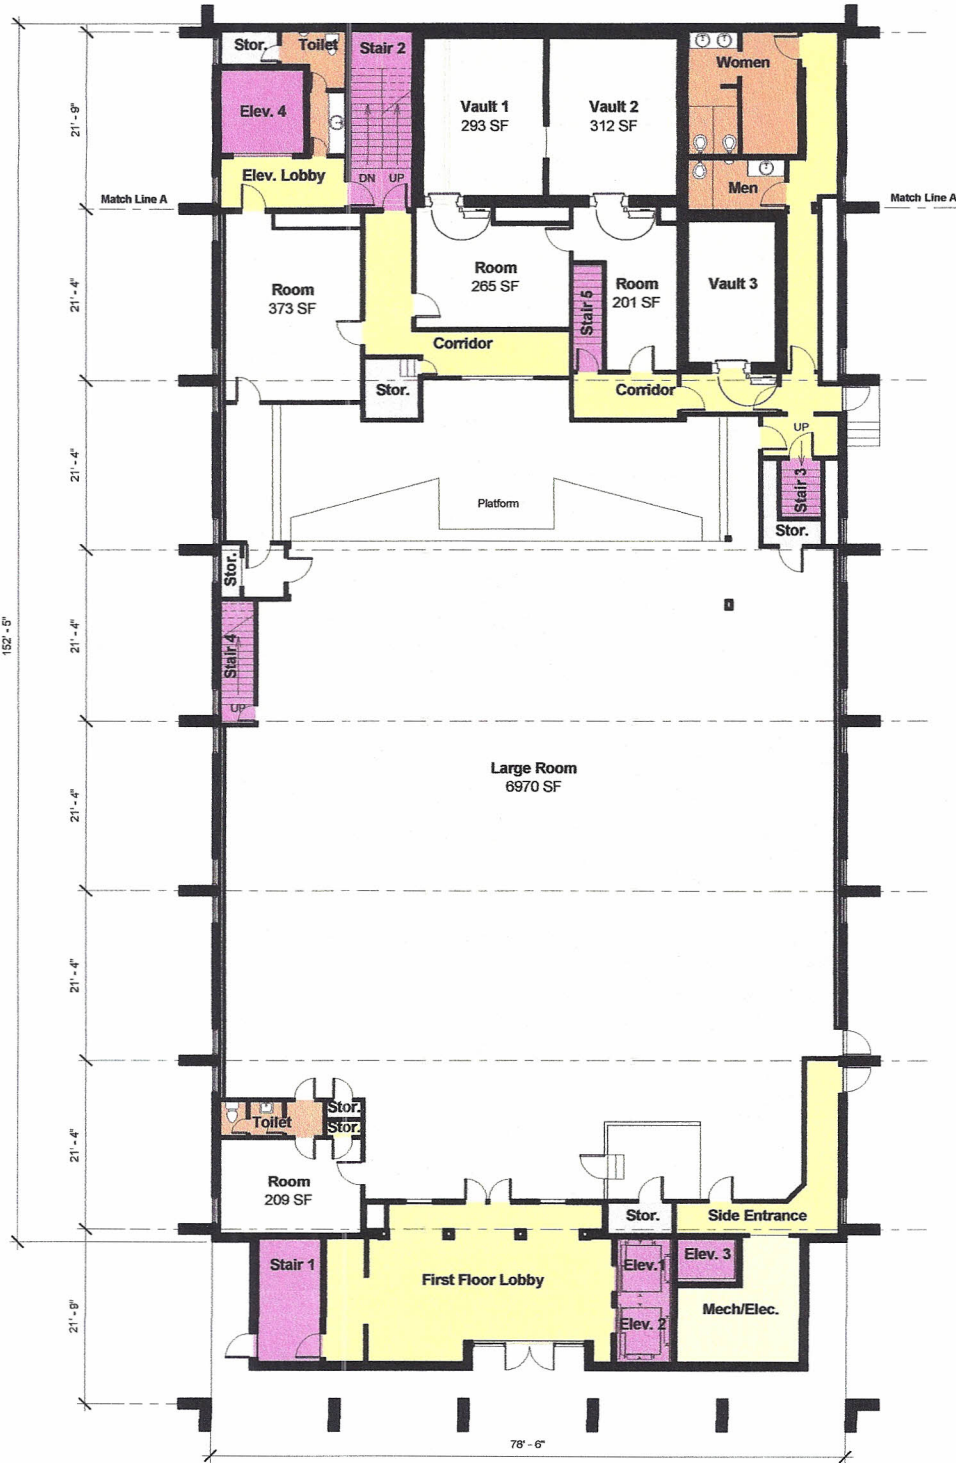 Stor.
Toilet
Stair 2
Women
Vault 1
293 SF
Vault 2
312 SF
Elev. 4
21' - 9"
Elev. Lobby
DN
UP
Men
Match Line A
Match Line A
Room
373 SF
Room
265 SF
Room
201 SF
Vault 3
21' - 4"
Stair 5
Corridor
Stor.
Corridor
UP
21' - 4"
Platform
Stair 3
Stor.
Stor.
152' - 5"
21' - 4"
Stair 4
UP
Large Room
6970 SF
21' - 4"
21' - 4"
Stor.
Toilet
Stor.
21' - 4"
Room
209 SF
Stor.
Side Entrance
Stair 1
First Floor Lobby
Elev.1
Elev. 3
Elev. 2
Mech/Elec.
21' - 9"
78' - 6"